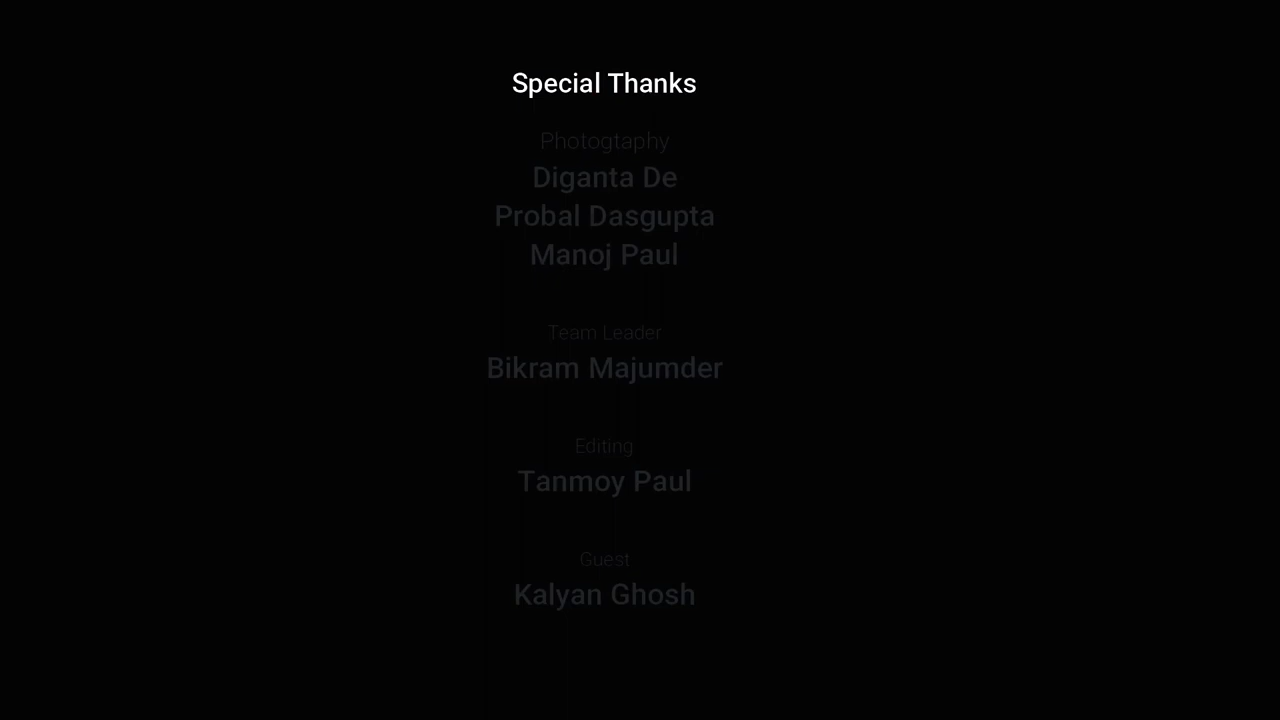 Special Thanks
Photogtaphy
Diganta De
Probal Dasgupta
Manoj Paul
Team Leader
Bikram Majumder
Editing
Tanmoy Paul
Guest
Kalyan Ghosh